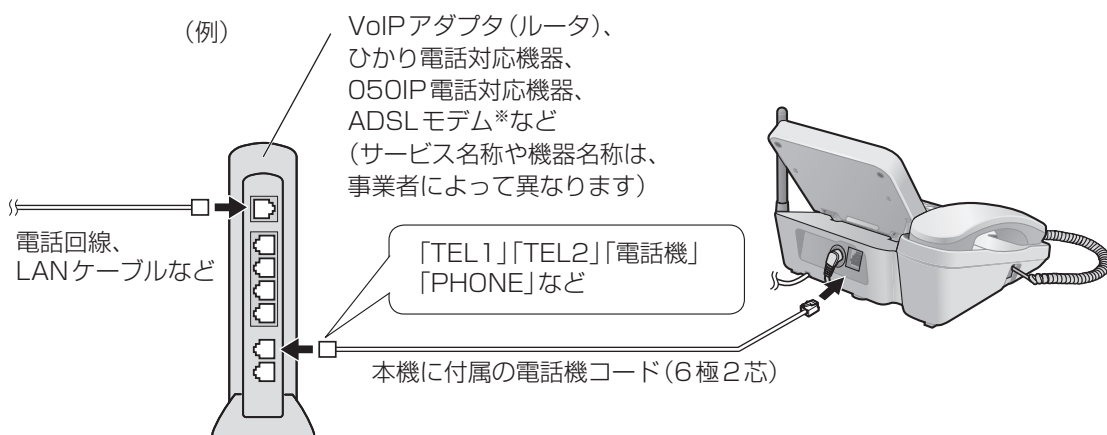 (例)
VoIPアダプタ(ルータ)、
ひかり電話対応機器、
050IP電話対応機器、
ADSLモデム※など
(サービス名称や機器名称は、
事業者によって異なります)
電話回線、
LANケーブルなど
「TEL1」「TEL2」「電話機」
「PHONE」など
本機に付属の電話機コード(6極2芯)